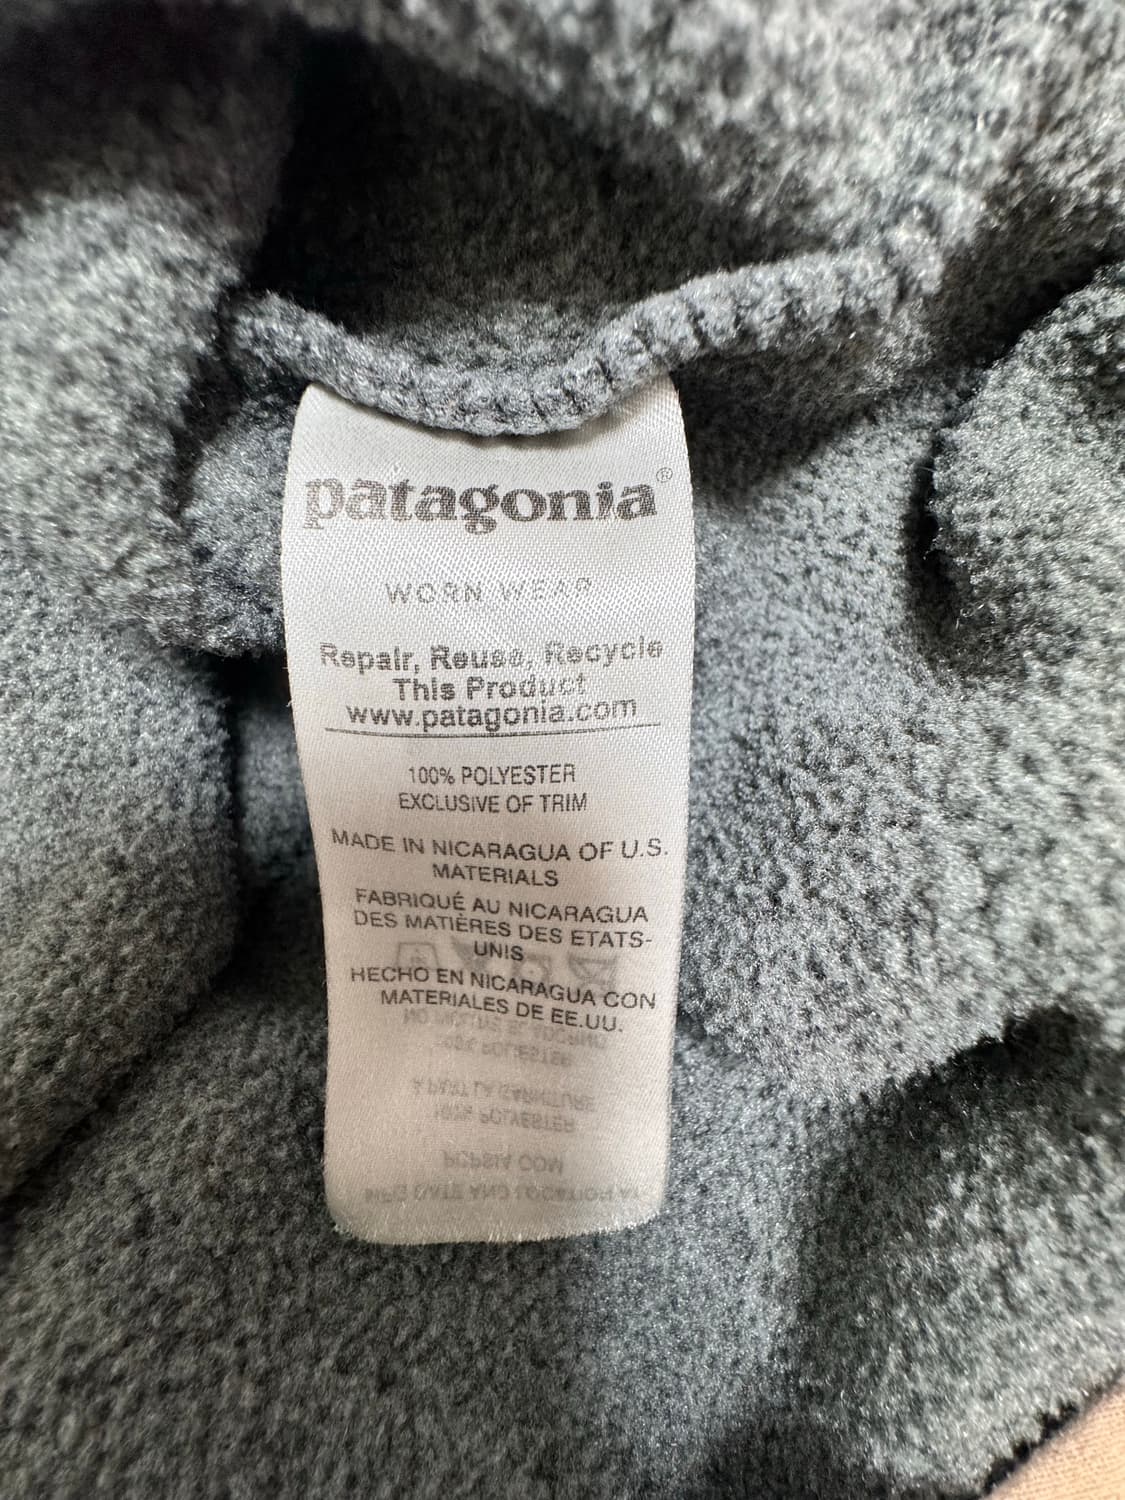 patagonia®
WORN WEAR
Repair, Reuse, Recycle
This Product
www.patagonia.com
100% POLYESTER
EXCLUSIVE OF TRIM
MADE IN NICARAGUA OF U.S.
MATERIALS
FABRIQUÉ AU NICARAGUA
DES MATIÈRES DES ETATS-
UNIS
HECHO EN NICARAGUA CON
MATERIALES DE EE.UU.